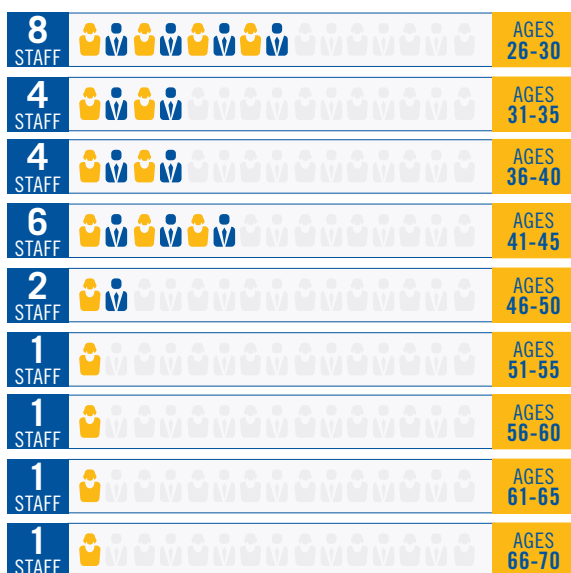 8
STAFF
AGES
26-30
4
STAFF
AGES
31-35
4
STAFF
AGES
36-40
6
STAFF
AGES
41-45
2
STAFF
AGES
46-50
1
STAFF
AGES
51-55
1
STAFF
AGES
56-60
1
STAFF
AGES
61-65
1
STAFF
AGES
66-70